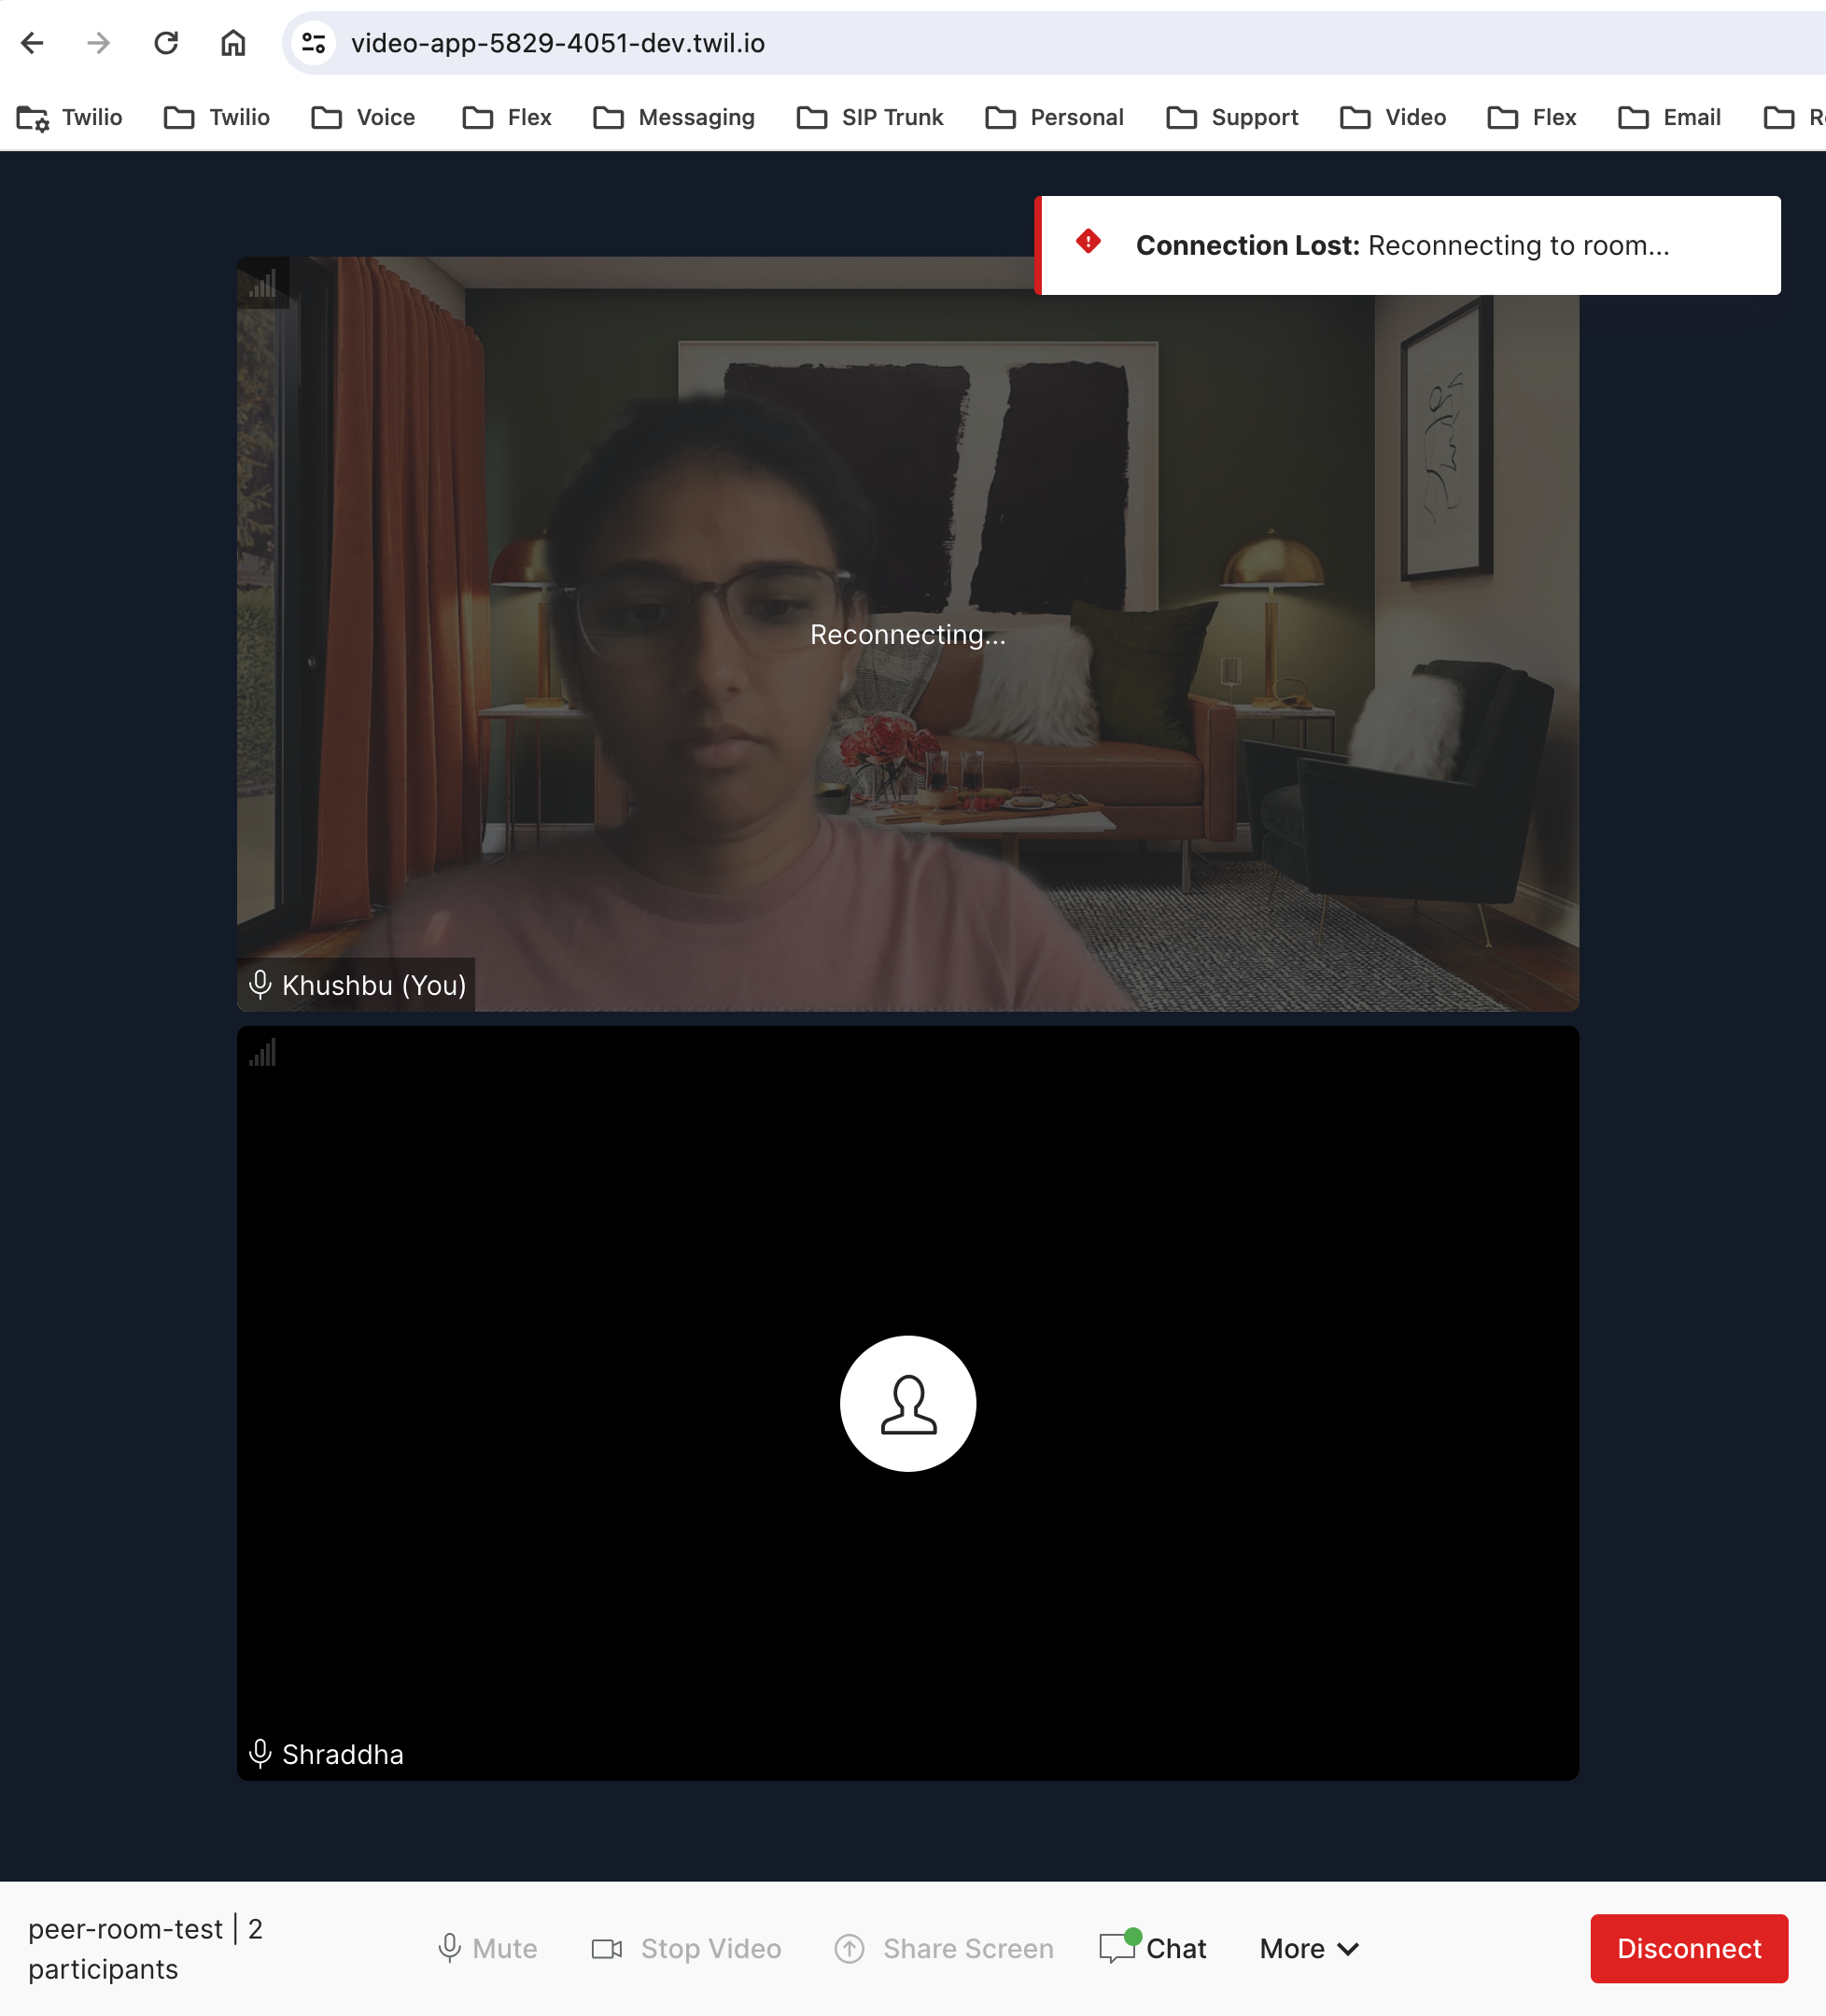 video-app-5829-4051-dev.twil.io
Twilio Twilio Voice Flex Messaging SIP Trunk Personal Support Video Flex Email
Connection Lost: Reconnecting to room...
Reconnecting...
Khushbu (You)
Shraddha
peer-room-test | 2
participants
Mute Stop Video Share Screen Chat More Disconnect